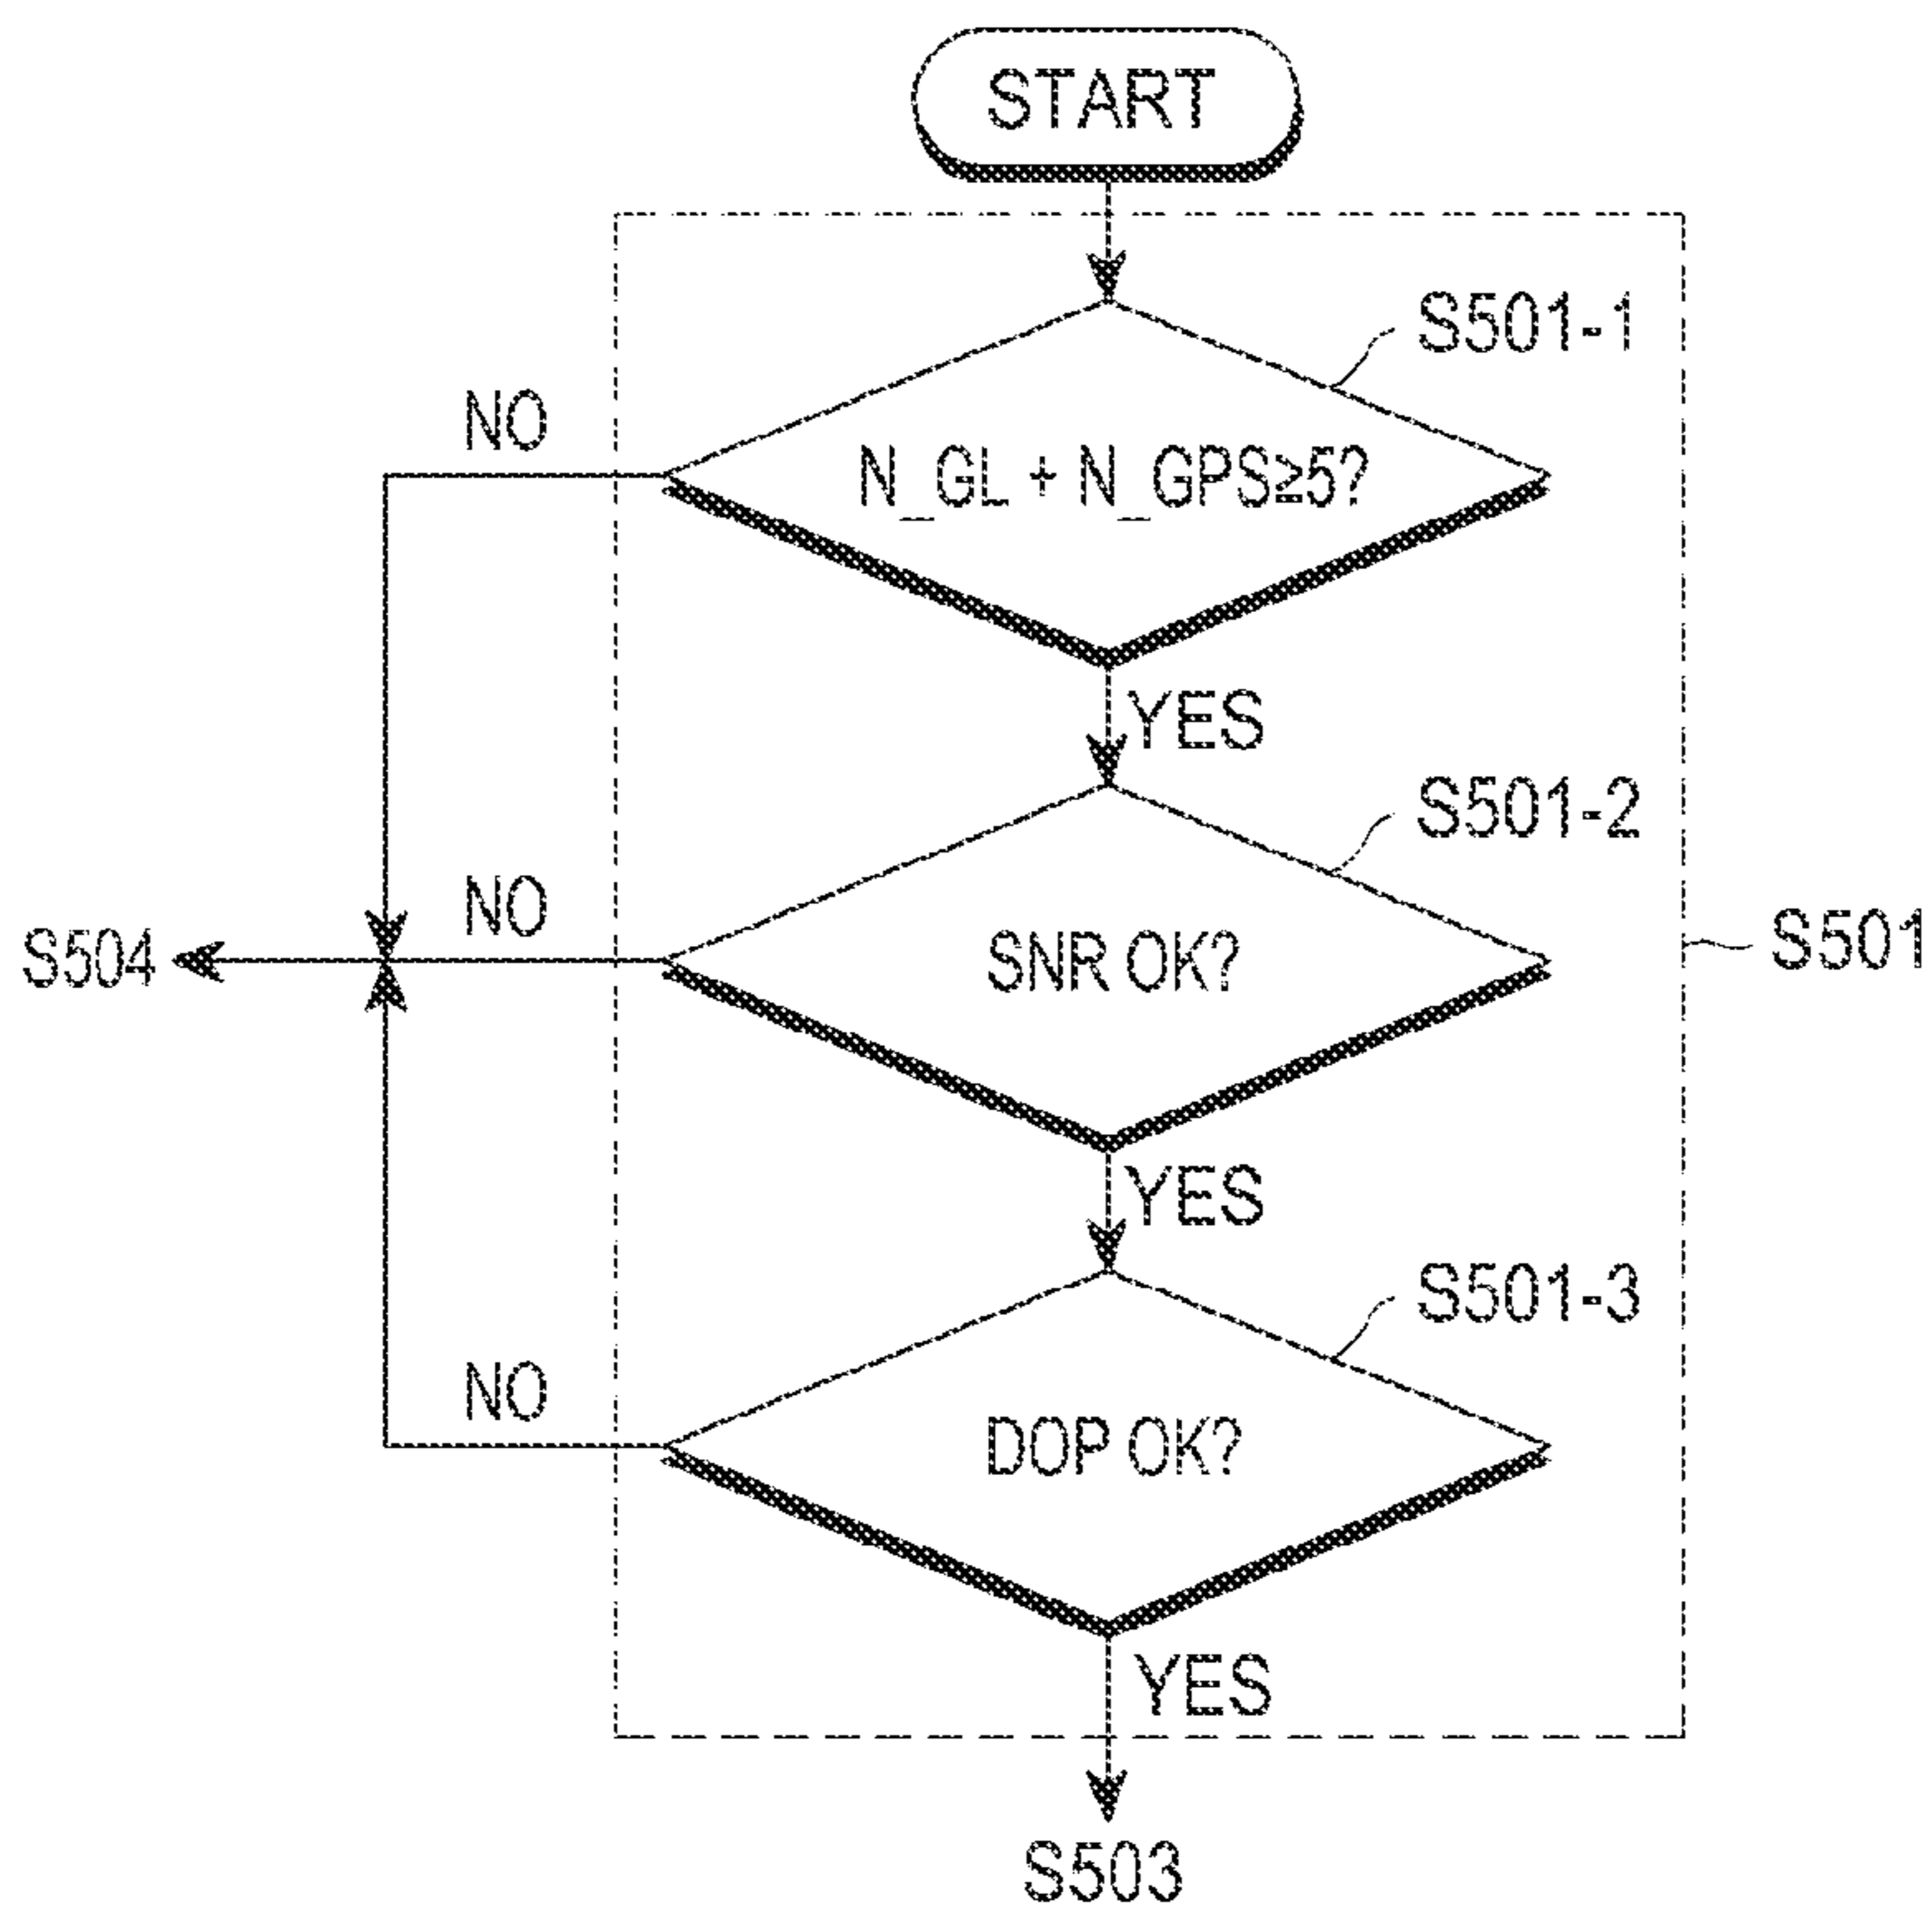 START
S501-1
NO
N_GL + N_GPS≥5?
YES
S501-2
NO
S504
SNR OK?
S501
YES
S501-3
NO
DOP OK?
YES
S503